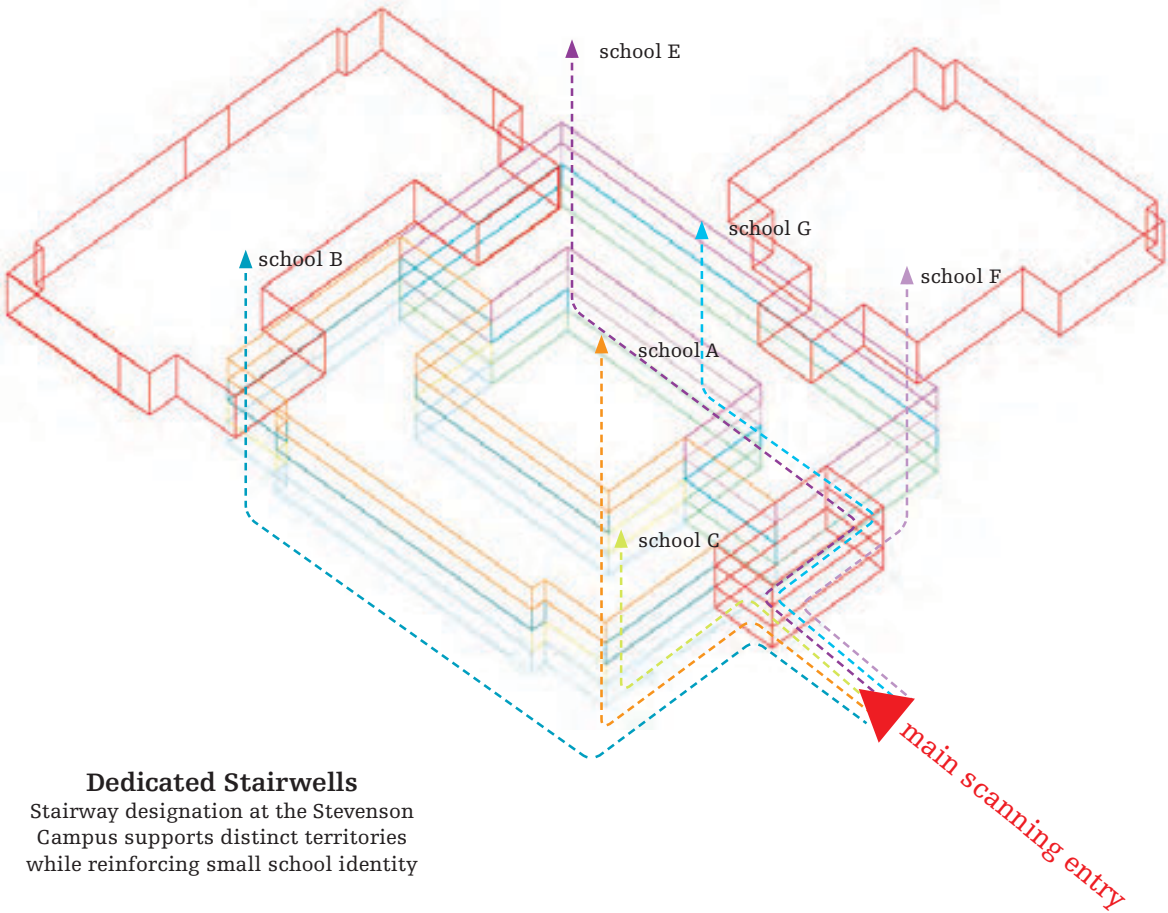 school E
school G
school B
school F
school A
school C
main scanning entry
Dedicated Stairwells
Stairway designation at the Stevenson
Campus supports distinct territories
while reinforcing small school identity